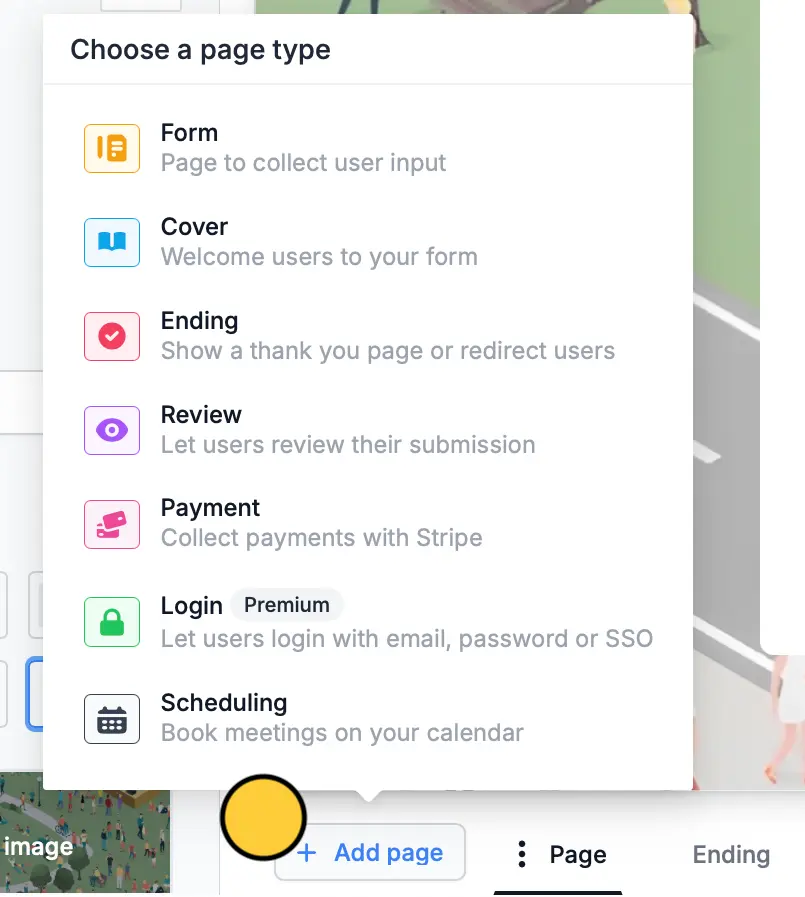 Choose a page type
Form
Page to collect user input
Cover
Welcome users to your form
Ending
Show a thank you page or redirect users
Review
Let users review their submission
Payment
Collect payments with Stripe
Login Premium
Let users login with email, password or SSO
Scheduling
Book meetings on your calendar
image
+ Add page
Page
Ending